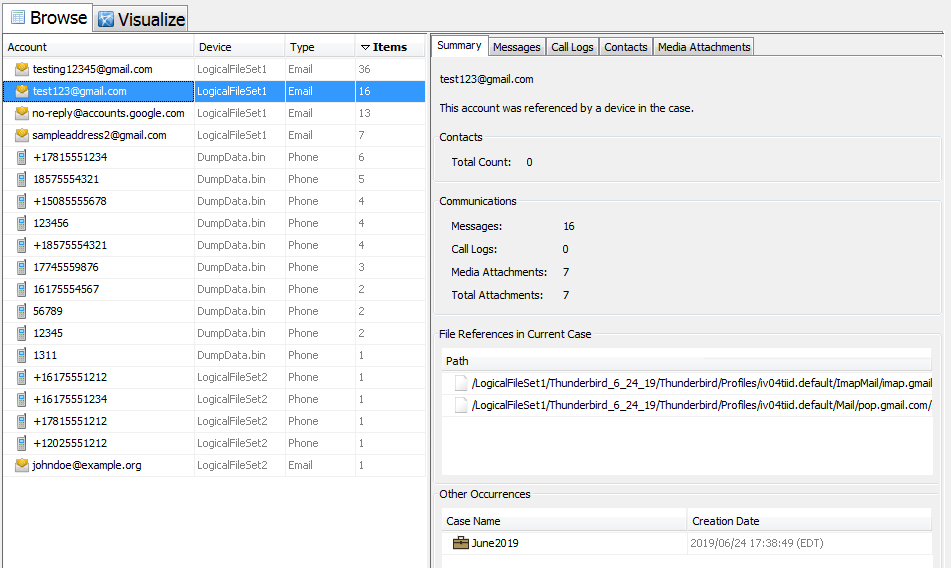 Browse Visualize
Account Device Type Items
testing12345@gmail.com LogicalFileSet1 Email 36
test123@gmail.com LogicalFileSet1 Email 16
no-reply@accounts.google.com LogicalFileSet1 Email 13
sampleaddress2@gmail.com LogicalFileSet1 Email 7
+17815551234 DumpData.bin Phone 6
18575554321 DumpData.bin Phone 5
+15085555678 DumpData.bin Phone 4
123456 DumpData.bin Phone 4
+18575554321 DumpData.bin Phone 4
17745559876 DumpData.bin Phone 3
16175554567 DumpData.bin Phone 2
56789 DumpData.bin Phone 2
12345 DumpData.bin Phone 2
1311 DumpData.bin Phone 1
+16175551212 LogicalFileSet2 Phone 1
+16175551234 LogicalFileSet2 Phone 1
+17815551212 LogicalFileSet2 Phone 1
+12025551212 LogicalFileSet2 Phone 1
johndoe@example.org LogicalFileSet2 Email 1
Summary Messages Call Logs Contacts Media Attachments
test123@gmail.com
This account was referenced by a device in the case.
Contacts
Total Count: 0
Communications
Messages: 16
Call Logs: 0
Media Attachments: 7
Total Attachments: 7
File References in Current Case
Path
/LogicalFileSet1/Thunderbird_6_24_19/Thunderbird/Profiles/iv04tiid.default/ImapMail/imap.gmail
/LogicalFileSet1/Thunderbird_6_24_19/Thunderbird/Profiles/iv04tiid.default/Mail/pop.gmail.com/
Other Occurrences
Case Name Creation Date
June2019 2019/06/24 17:38:49 (EDT)